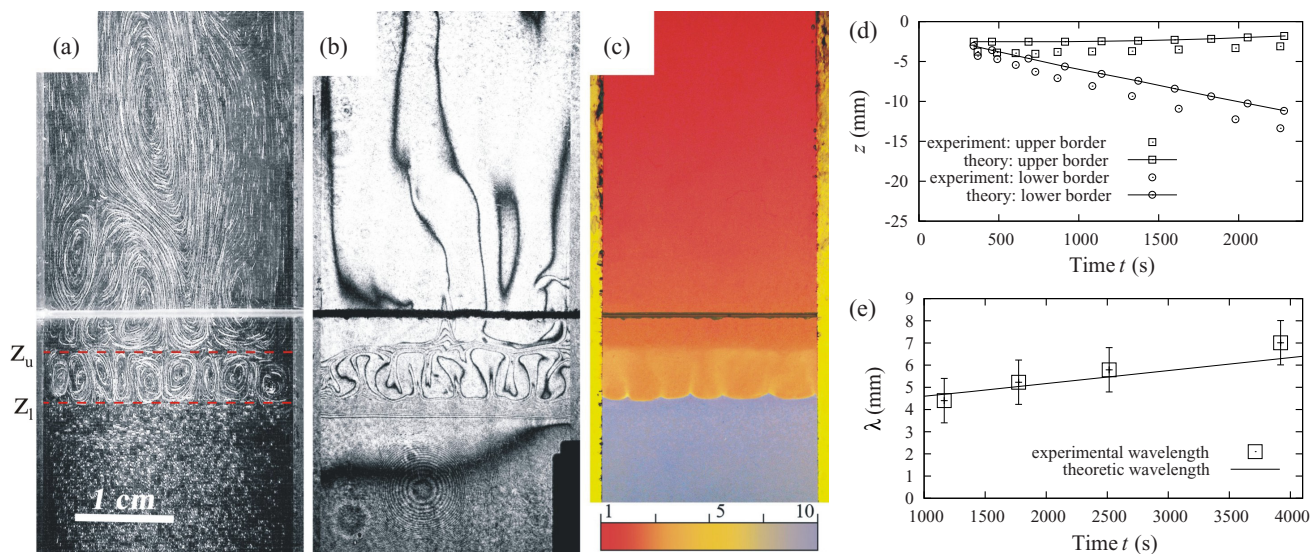 (a)
Zu
Zl
1 cm
(b)
(c)
1 5 10
(d)
0
-5
-10
-15
-20
-25
z (mm)
experiment: upper border
theory: upper border
experiment: lower border
theory: lower border
0 500 1000 1500 2000
Time t (s)
(e)
9
8
7
6
5
4
3
2
1
0
λ (mm)
experimental wavelength
theoretic wavelength
1000 1500 2000 2500 3000 3500 4000
Time t (s)